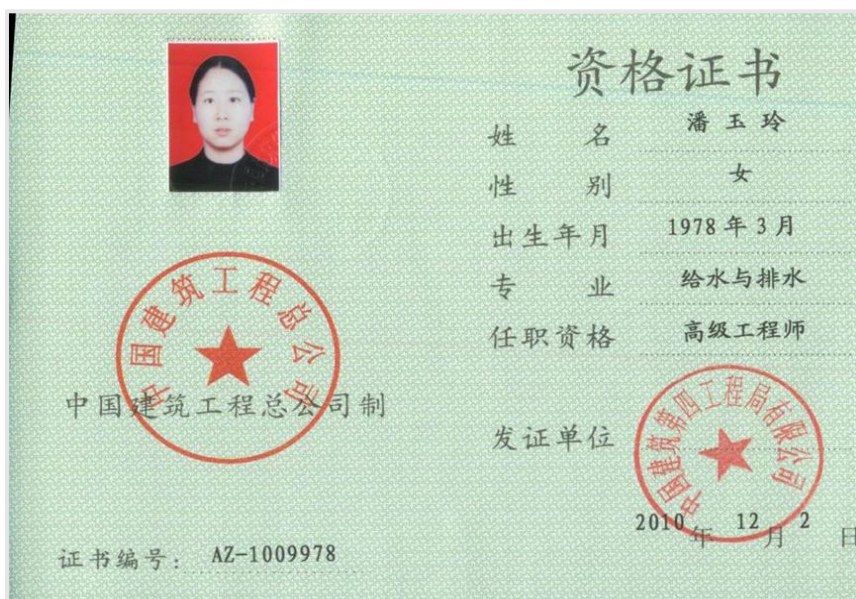 中国建筑工程总公司
中国建筑工程总公司制
证书编号： AZ-1009978
资格证书
姓名 潘玉玲
性别 女
出生年月 1978年3月
专业 给水与排水
任职资格 高级工程师
发证单位
中国建筑第四工程局有限公司
2010年12月2日